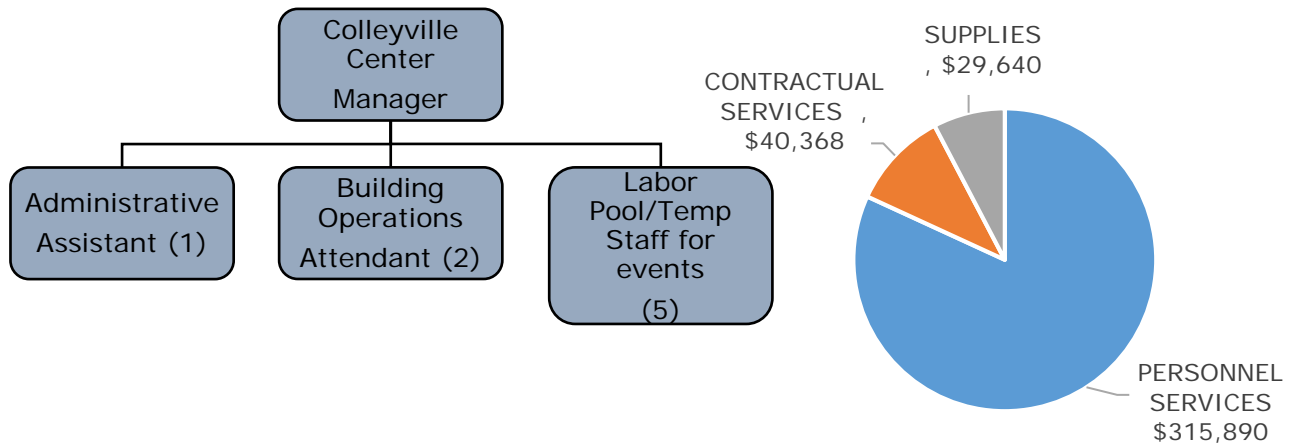 Colleyville
Center
Manager
Administrative
Assistant (1)
Building
Operations
Attendant (2)
Labor
Pool/Temp
Staff for
events
(5)
SUPPLIES
, $29,640
CONTRACTUAL
SERVICES ,
$40,368
PERSONNEL
SERVICES
$315,890